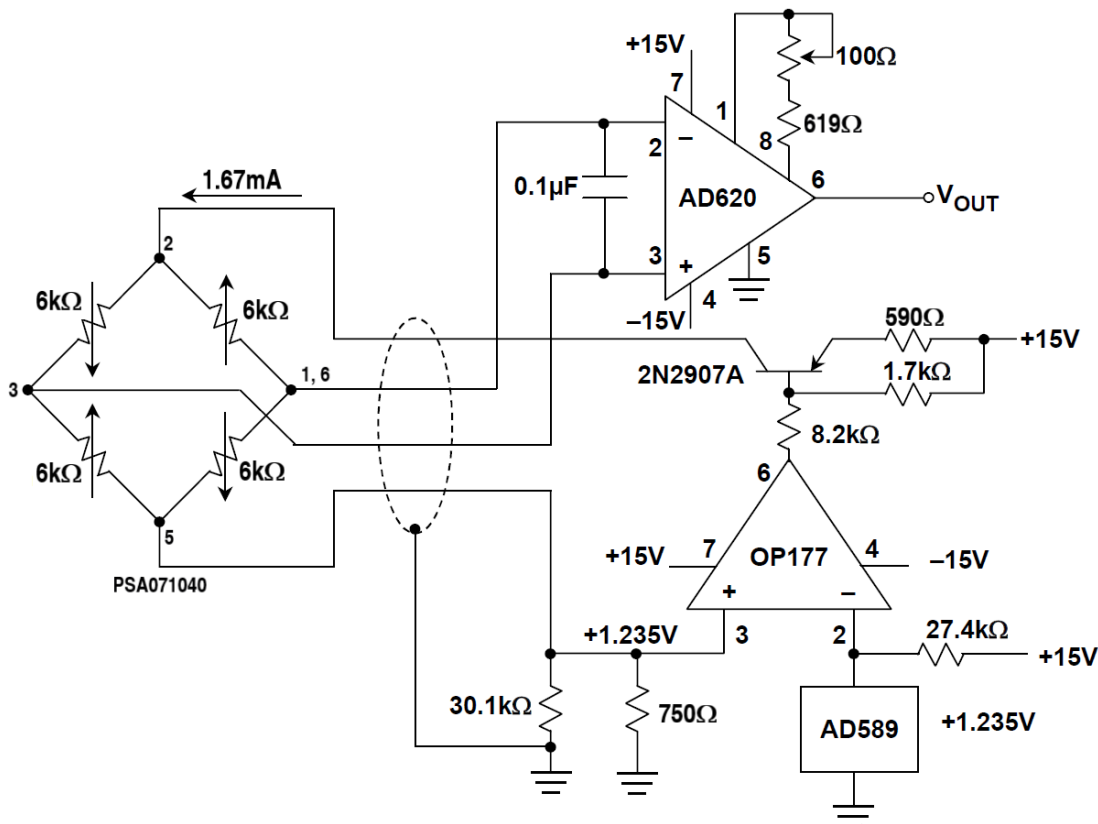 +15V
7
1
100Ω
619Ω
8
2
–
0.1µF
AD620
6
V_OUT
3
+
5
4
–15V
1.67mA
2
6kΩ
6kΩ
3
1, 6
6kΩ
6kΩ
5
PSA071040
590Ω
+15V
2N2907A
1.7kΩ
8.2kΩ
6
+15V
7
OP177
4
–15V
+
–
+1.235V
3
2
27.4kΩ
+15V
30.1kΩ
750Ω
AD589
+1.235V